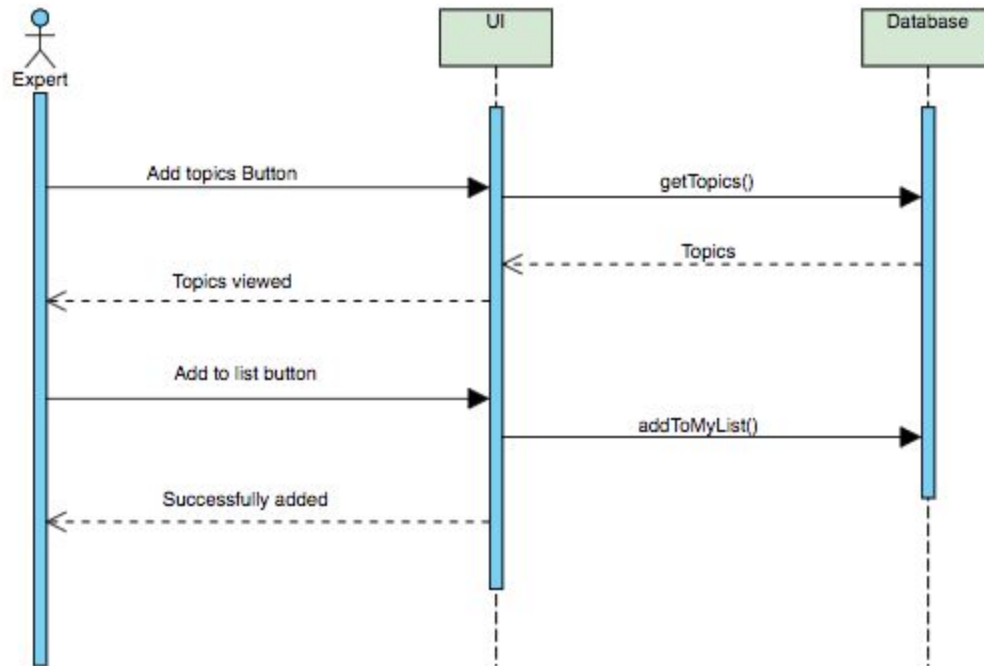 UI
Database
Expert
Add topics Button
getTopics()
Topics
Topics viewed
Add to list button
addToMyList()
Successfully added